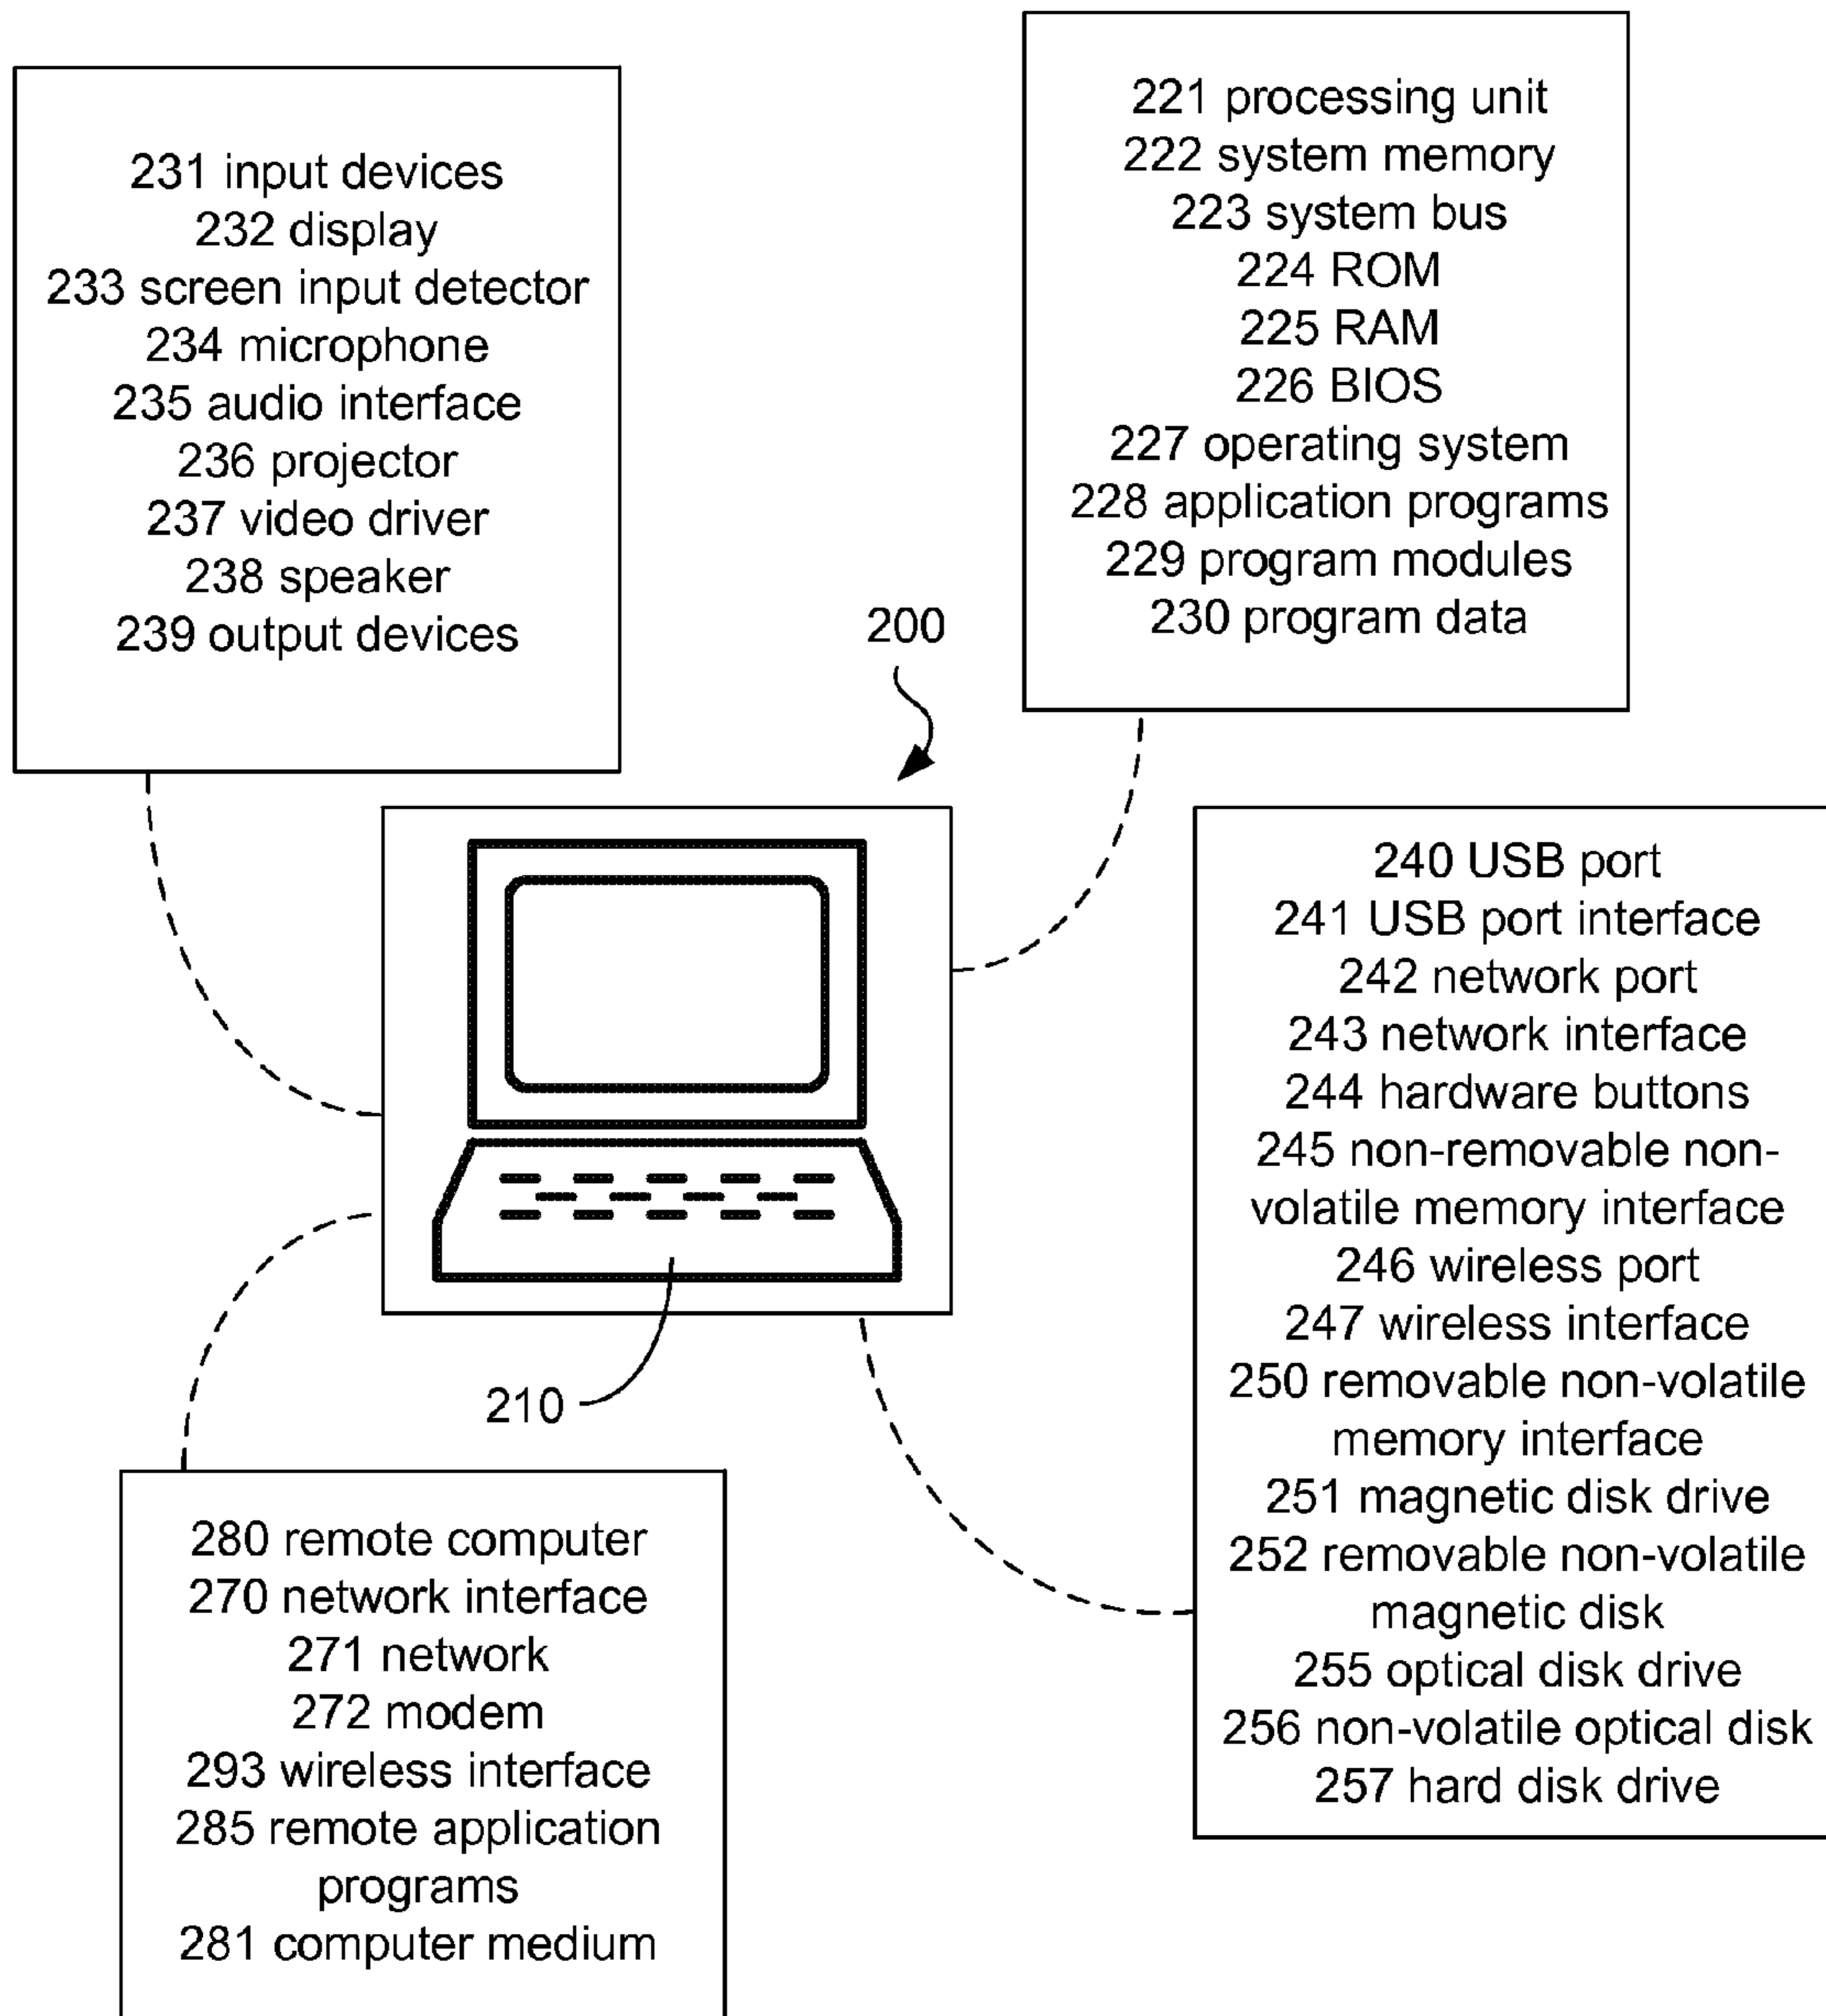 231 input devices
232 display
233 screen input detector
234 microphone
235 audio interface
236 projector
237 video driver
238 speaker
239 output devices
221 processing unit
222 system memory
223 system bus
224 ROM
225 RAM
226 BIOS
227 operating system
228 application programs
229 program modules
230 program data
200
240 USB port
241 USB port interface
242 network port
243 network interface
244 hardware buttons
245 non-removable non-
volatile memory interface
246 wireless port
247 wireless interface
250 removable non-volatile
memory interface
251 magnetic disk drive
252 removable non-volatile
magnetic disk
255 optical disk drive
256 non-volatile optical disk
257 hard disk drive
210
280 remote computer
270 network interface
271 network
272 modem
293 wireless interface
285 remote application
programs
281 computer medium